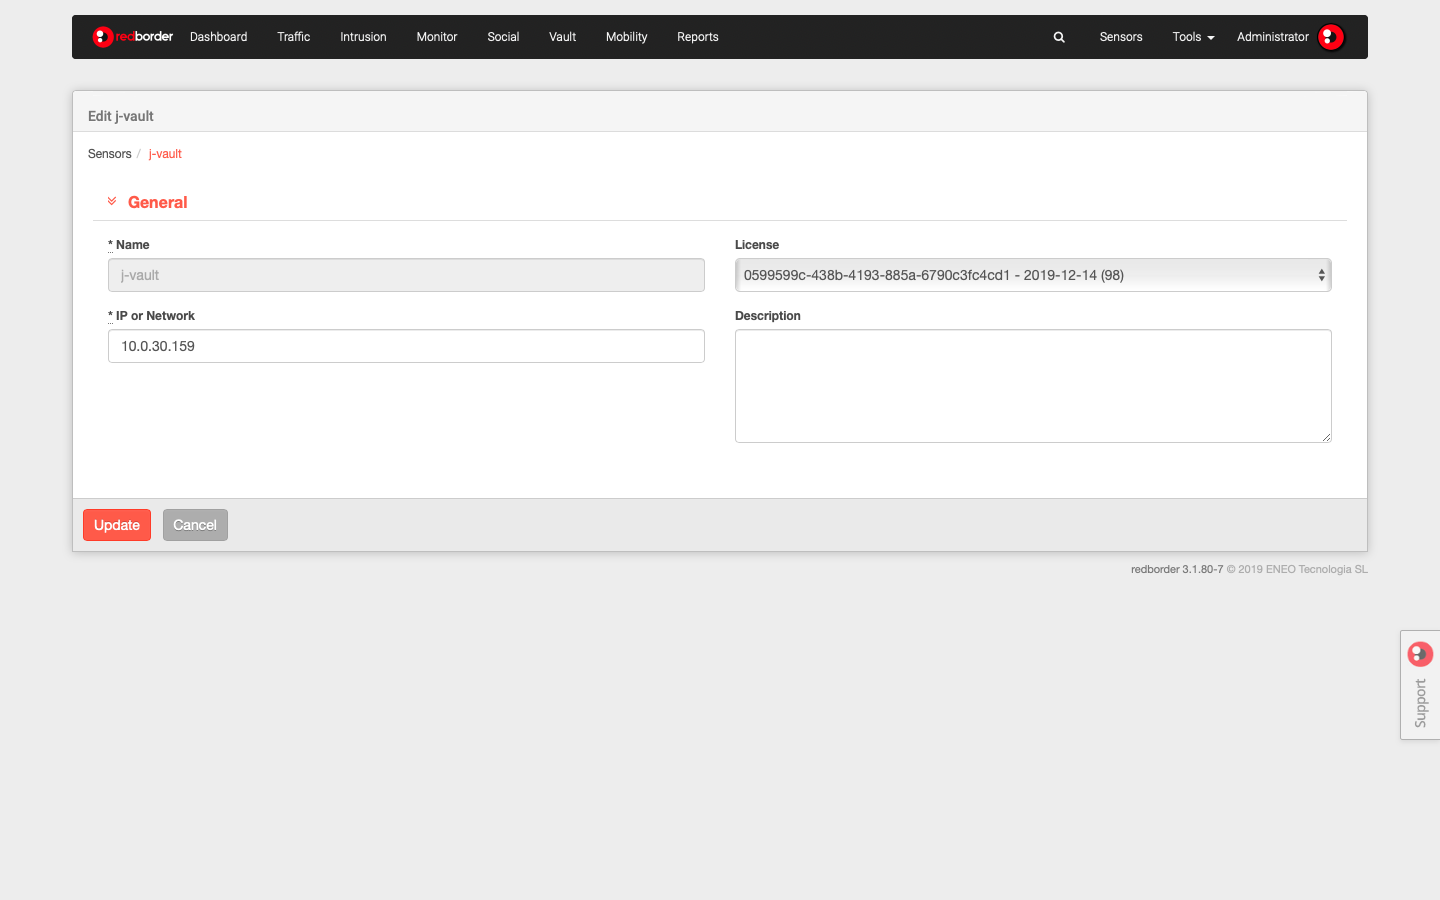 redborder Dashboard Traffic Intrusion Monitor Social Vault Mobility Reports Sensors Tools Administrator
Edit j-vault
Sensors / j-vault
General
* Name
License
j-vault
0599599c-438b-4193-885a-6790c3fc4cd1 - 2019-12-14 (98)
* IP or Network
Description
10.0.30.159
Update Cancel
redborder 3.1.80-7 © 2019 ENEO Tecnologia SL
Support